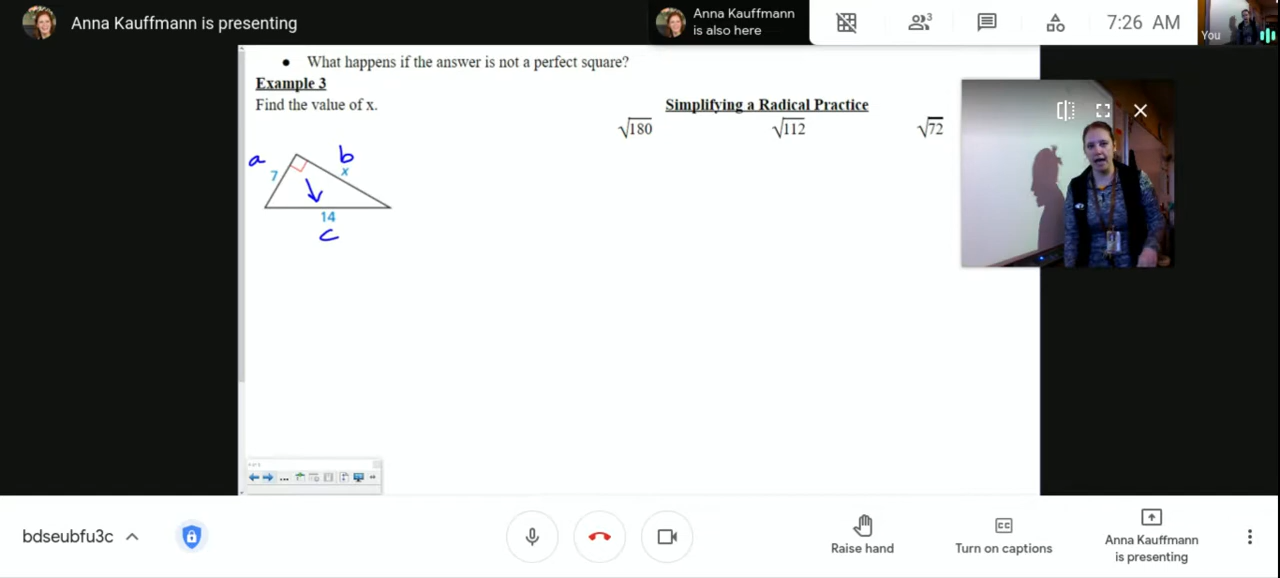 Anna Kauffmann is presenting
Anna Kauffmann
is also here
3
7:26 AM
You
What happens if the answer is not a perfect square?
Example 3
Find the value of x.
Simplifying a Radical Practice
√180 √112 √72
a b
7 x
14
c
bdseubfu3c
Raise hand
CC
Turn on captions
Anna Kauffmann
is presenting